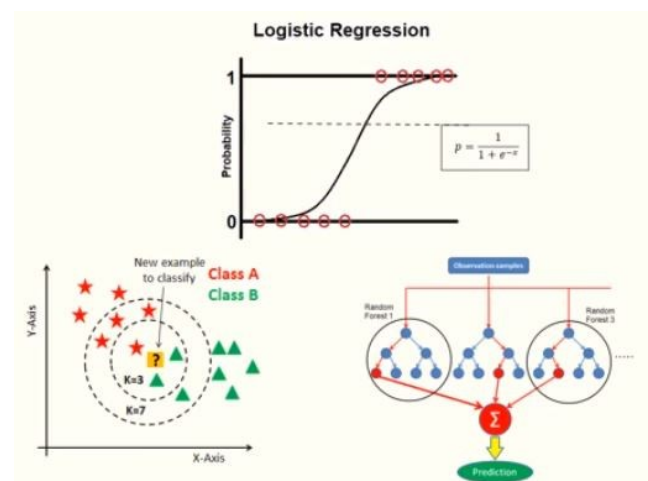 Logistic Regression
1
Probability
p = 1 / (1 + e^-x)
0
New example
to classify
Class A
Class B
Y-Axis
?
K=3
K=7
X-Axis
Observation samples
Random
Forest 1
Random
Forest 3
.....
Σ
Prediction